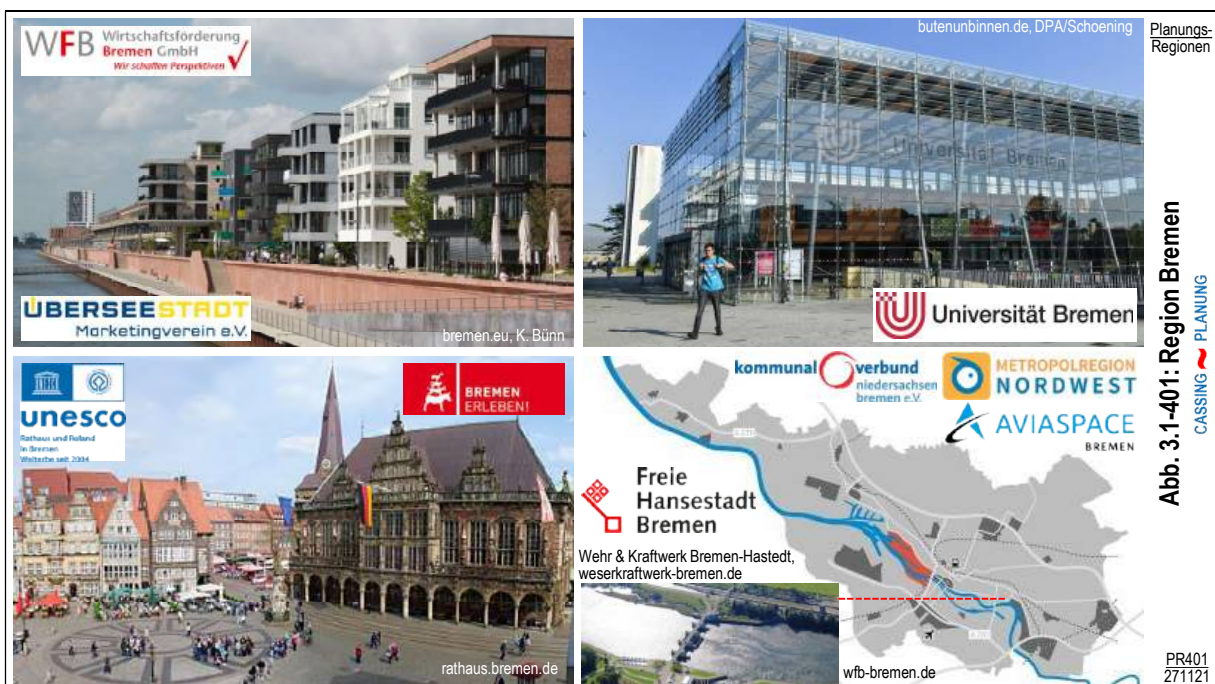 WFB Wirtschaftsförderung
Bremen GmbH
Wir schaffen Perspektiven
ÜBERSEESTADT
Marketingverein e.V.
bremen.eu, K. Bünn
butenunbinnen.de, DPA/Schoening
Universität Bremen
Universität Bremen
unesco
Rathaus und Roland
in Bremen
Welterbe seit 2004
BREMEN
ERLEBEN!
rathaus.bremen.de
kommunal verbund
niedersachsen
bremen e.V.
METROPOLREGION
NORDWEST
AVIASPACE
BREMEN
Freie
Hansestadt
Bremen
Wehr & Kraftwerk Bremen-Hastedt,
weserkraftwerk-bremen.de
wfb-bremen.de
Planungs-
Regionen
Abb. 3.1-401: Region Bremen
CASSING ~ PLANUNG
PR401
271121